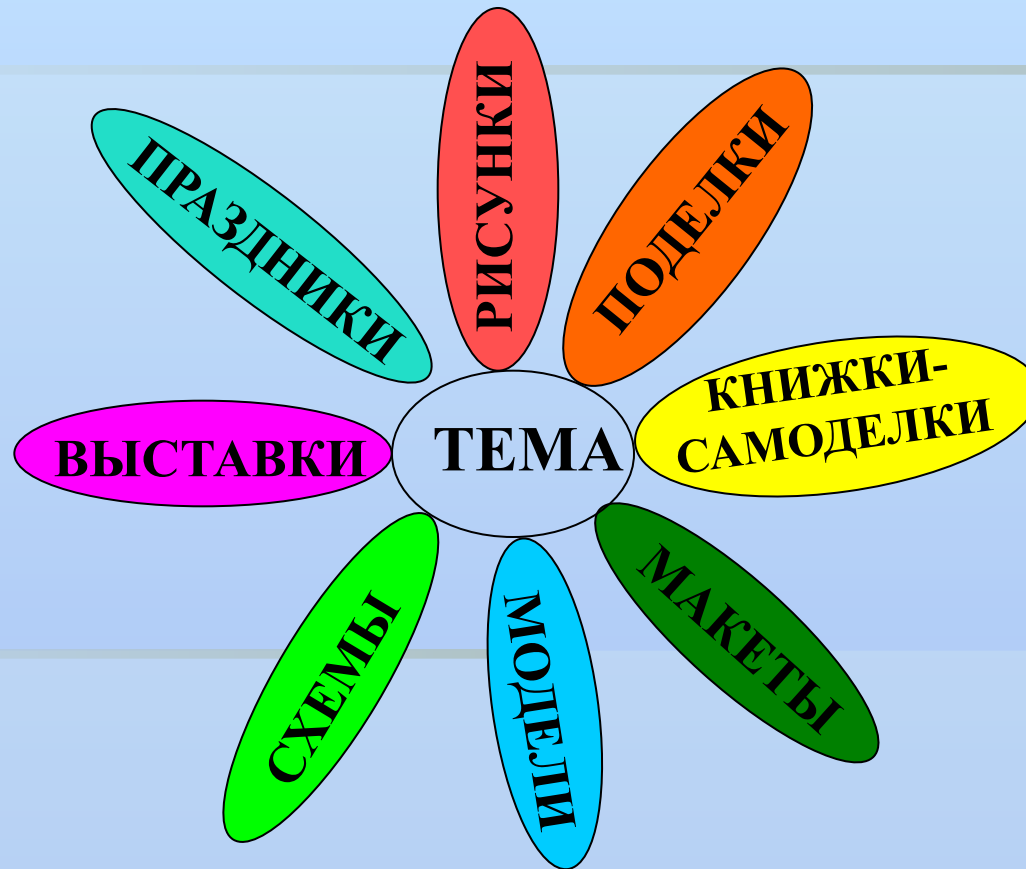 РИСУНКИ
ПОДЕЛКИ
КНИЖКИ-
САМОДЕЛКИ
МАКЕТЫ
МОДЕЛИ
СХЕМЫ
ВЫСТАВКИ
ПРАЗДНИКИ
ТЕМА